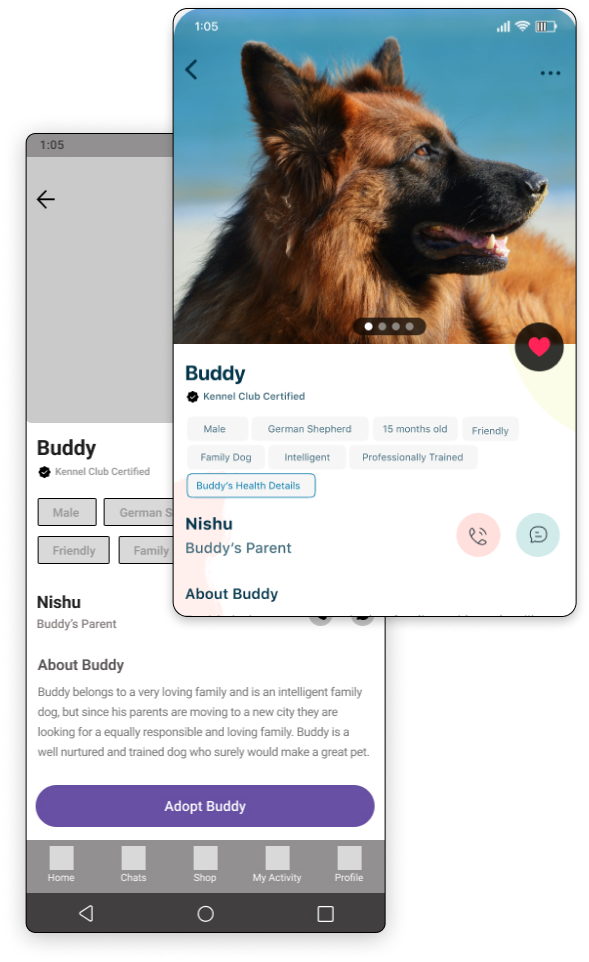 1:05
Buddy
Kennel Club Certified
Male German Shepherd 15 months old Friendly
Family Dog Intelligent Professionally Trained
Buddy's Health Details
Nishu
Buddy's Parent
About Buddy
1:05
Buddy
Kennel Club Certified
Male German S
Friendly Family
Nishu
Buddy's Parent
About Buddy
Buddy belongs to a very loving family and is an intelligent family
dog, but since his parents are moving to a new city they are
looking for a equally responsible and loving family. Buddy is a
well nurtured and trained dog who surely would make a great pet.
Adopt Buddy
Home Chats Shop My Activity Profile